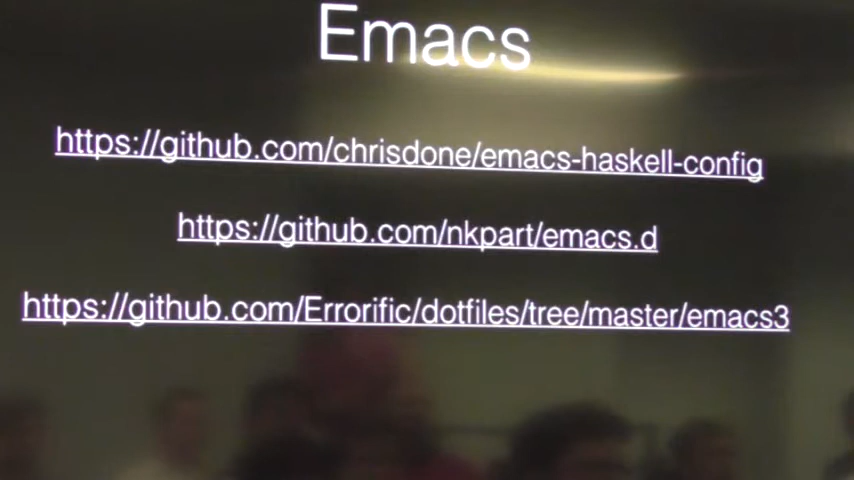 Emacs
https://github.com/chrisdone/emacs-haskell-config
https://github.com/nkpart/emacs.d
https://github.com/Errorific/dotfiles/tree/master/emacs3